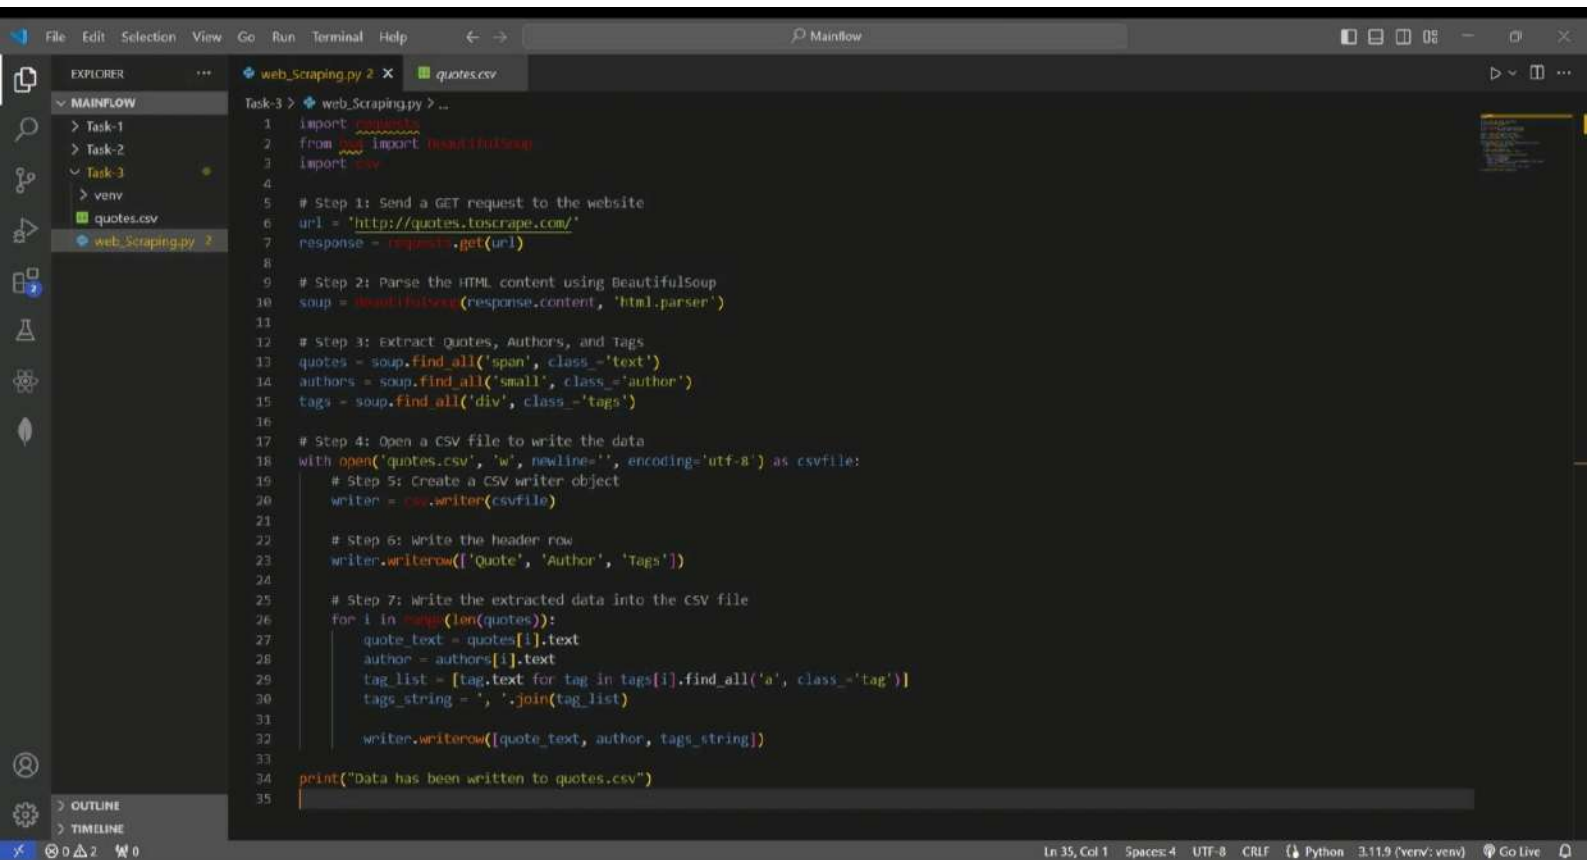 File Edit Selection View Go Run Terminal Help
Mainflow
EXPLORER
MAINFLOW
Task-1
Task-2
Task-3
venv
quotes.csv
web_Scraping.py 2
2
OUTLINE
TIMELINE
web_Scraping.py 2
quotes.csv
Task-3 > web_Scraping.py > ...
1 import requests
2 from bs4 import BeautifulSoup
3 import csv
4
5 # Step 1: Send a GET request to the website
6 url = 'http://quotes.toscrape.com/'
7 response = requests.get(url)
8
9 # Step 2: Parse the HTML content using BeautifulSoup
10 soup = BeautifulSoup(response.content, 'html.parser')
11
12 # Step 3: Extract Quotes, Authors, and Tags
13 quotes = soup.find_all('span', class_='text')
14 authors = soup.find_all('small', class_='author')
15 tags = soup.find_all('div', class_='tags')
16
17 # Step 4: Open a CSV file to write the data
18 with open('quotes.csv', 'w', newline='', encoding='utf-8') as csvfile:
19 # Step 5: Create a CSV writer object
20 writer = csv.writer(csvfile)
21
22 # Step 6: Write the header row
23 writer.writerow(['Quote', 'Author', 'Tags'])
24
25 # Step 7: Write the extracted data into the CSV file
26 for i in range(len(quotes)):
27 quote_text = quotes[i].text
28 author = authors[i].text
29 tag_list = [tag.text for tag in tags[i].find_all('a', class_='tag')]
30 tags_string = ', '.join(tag_list)
31
32 writer.writerow([quote_text, author, tags_string])
33
34 print("Data has been written to quotes.csv")
35
0 2 0
Ln 35, Col 1 Spaces: 4 UTF-8 CRLF Python 3.11.9 ('venv': venv) Go Live